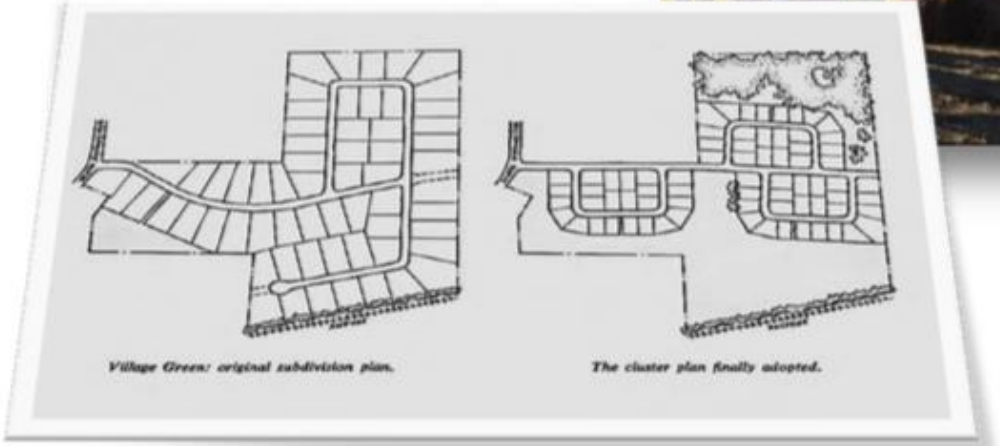 Village Green: original subdivision plan.
The cluster plan finally adopted.